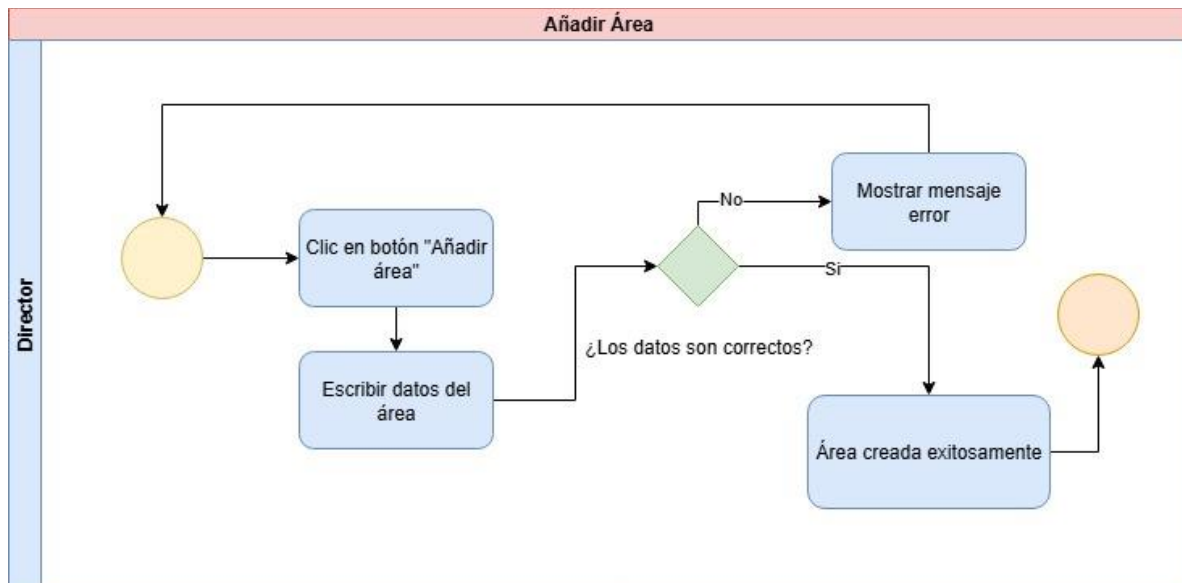 Añadir Área
Director
Clic en botón "Añadir
área"
Escribir datos del
área
¿Los datos son correctos?
No
Mostrar mensaje
error
Si
Área creada exitosamente